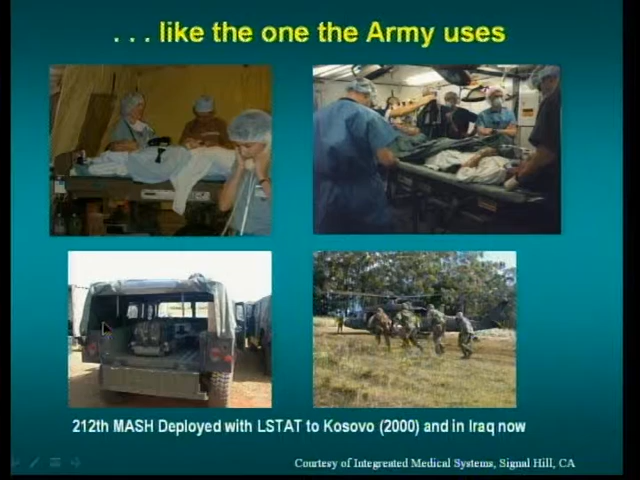 . . . like the one the Army uses
212th MASH Deployed with LSTAT to Kosovo (2000) and in Iraq now
Courtesy of Integreated Medical Systems, Signal Hill, CA